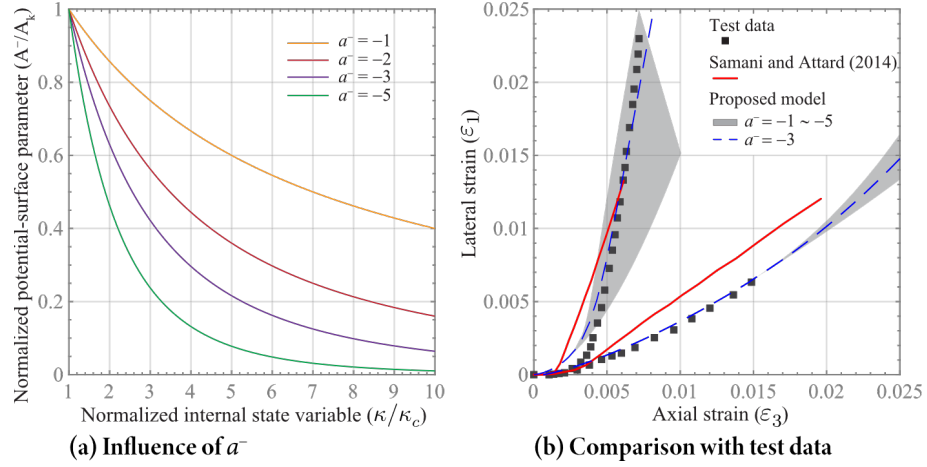 Normalized potential-surface parameter (A⁻/Aₖ)
1
0.8
0.6
0.4
0.2
0
a⁻ = −1
a⁻ = −2
a⁻ = −3
a⁻ = −5
1 2 3 4 5 6 7 8 9 10
Normalized internal state variable (κ/κ_c)
(a) Influence of a⁻
Lateral strain (ε₁)
0.025
0.02
0.015
0.01
0.005
0
Test data
Samani and Attard (2014)
Proposed model
a⁻ = −1 ~ −5
a⁻ = −3
0 0.005 0.01 0.015 0.02 0.025
Axial strain (ε₃)
(b) Comparison with test data